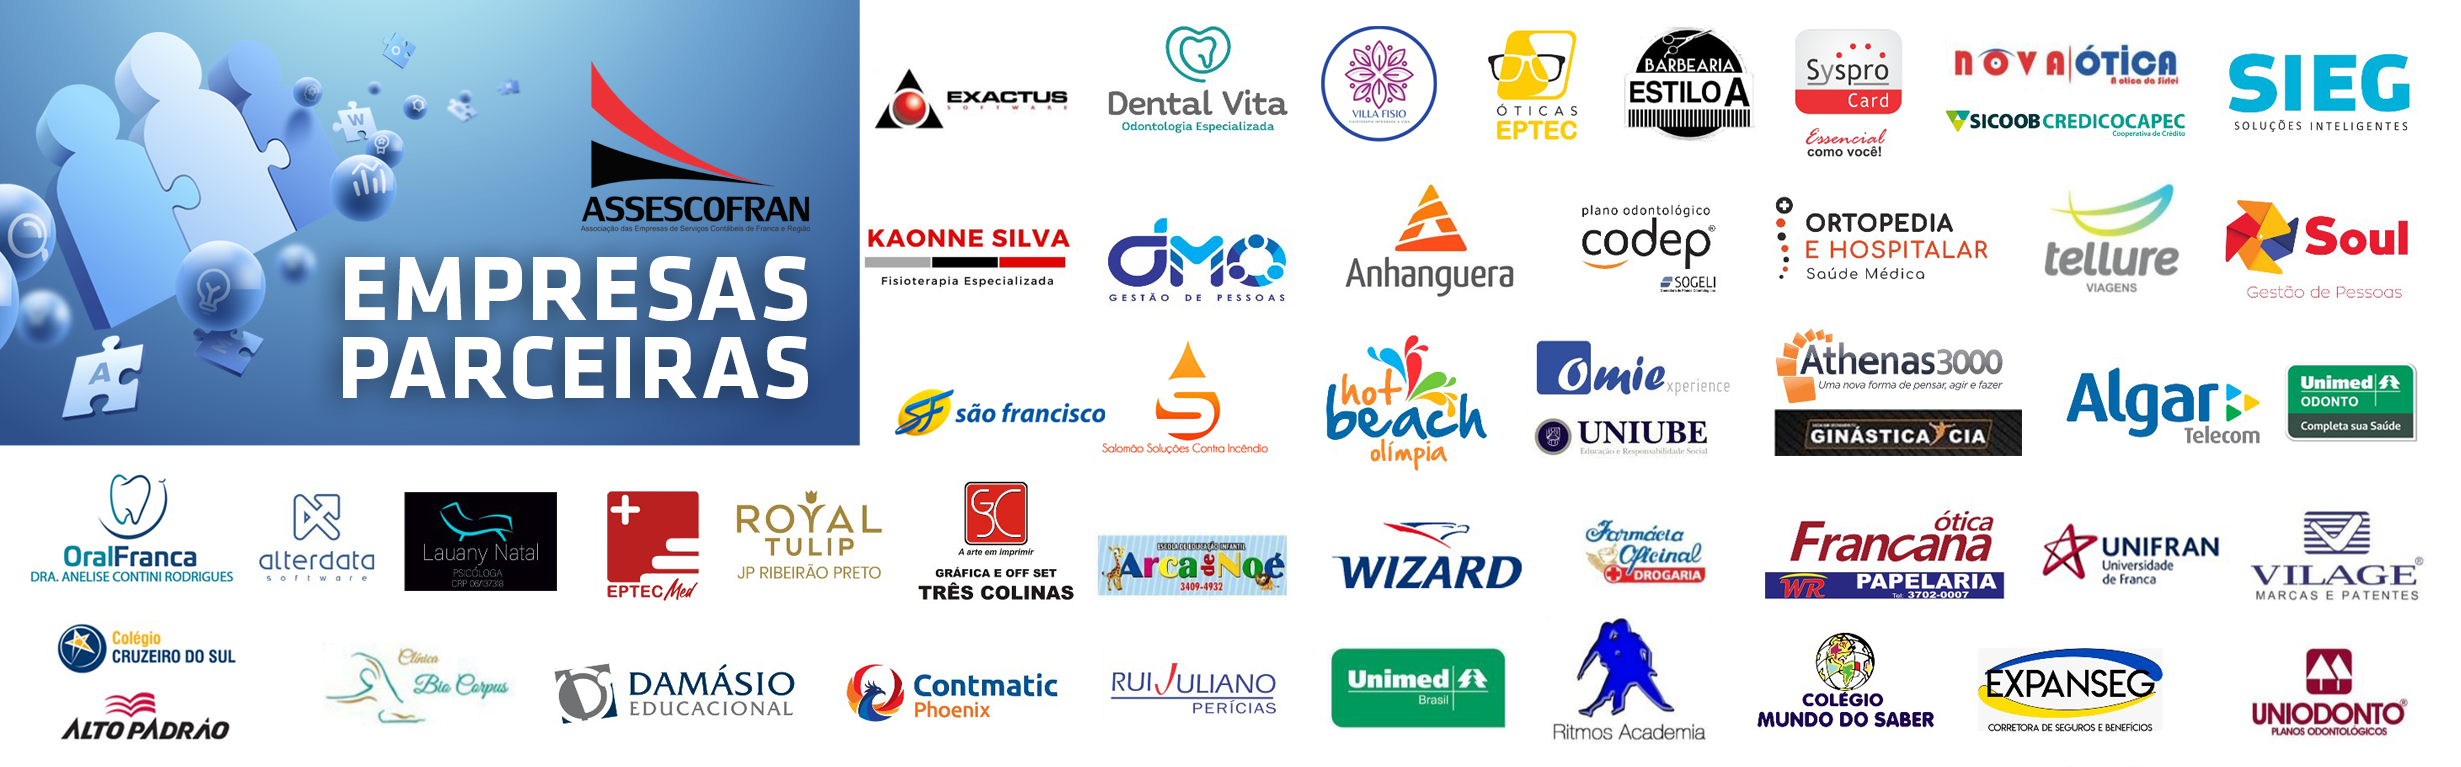 ASSESCOFRAN
Associação das Empresas de Serviços Contábeis de Franca e Região
EMPRESAS
PARCEIRAS
W
A
EXACTUS
SOFTWARE
Dental Vita
Odontologia Especializada
VILLA FISIO
ÓTICAS
EPTEC
BARBEARIA
ESTILO A
Syspro
Card
Essencial
como você!
NOVA ÓTICA
A otica da Sirlei
SICOOB CREDICOCAPEC
Cooperativa de Crédito
SIEG
SOLUÇÕES INTELIGENTES
KAONNE SILVA
Fisioterapia Especializada
DMO
GESTÃO DE PESSOAS
Anhanguera
plano odontológico
codep®
SOGELI
ORTOPEDIA
E HOSPITALAR
Saúde Médica
tellure
VIAGENS
Soul
Gestão de Pessoas
SF são francisco
Salomão Soluções Contra Incêndio
hot
beach
olímpia
Omie xperience
UNIUBE
Educação e Responsabilidade Social
Athenas3000
Uma nova forma de pensar, agir e fazer
GINÁSTICA CIA
Algar
Telecom
Unimed
ODONTO
Completa sua Saúde
OralFranca
DRA. ANELISE CONTINI RODRIGUES
alterdata
software
Lauany Natal
PSICÓLOGA
CRP 06/137318
EPTEC Med
ROYAL
TULIP
JP RIBEIRÃO PRETO
G3C
A arte em imprimir
GRÁFICA E OFF SET
TRÊS COLINAS
ESCOLA DE EDUCAÇÃO INFANTIL
Arca de Noé
3409-4932
WIZARD
Farmácia
Oficinal
DROGARIA
ótica
Francana
WR PAPELARIA
Tel: 3702-0007
UNIFRAN
Universidade
de Franca
VILAGE®
MARCAS E PATENTES
Colégio
CRUZEIRO DO SUL
ALTO PADRÃO
Clínica
Bio Corpus
DAMÁSIO
EDUCACIONAL
Contmatic
Phoenix
RUI JULIANO
PERÍCIAS
Unimed
Brasil
Ritmos Academia
COLÉGIO
MUNDO DO SABER
EXPANSEG
CORRETORA DE SEGUROS E BENEFÍCIOS
UNIODONTO®
PLANOS ODONTOLÓGICOS